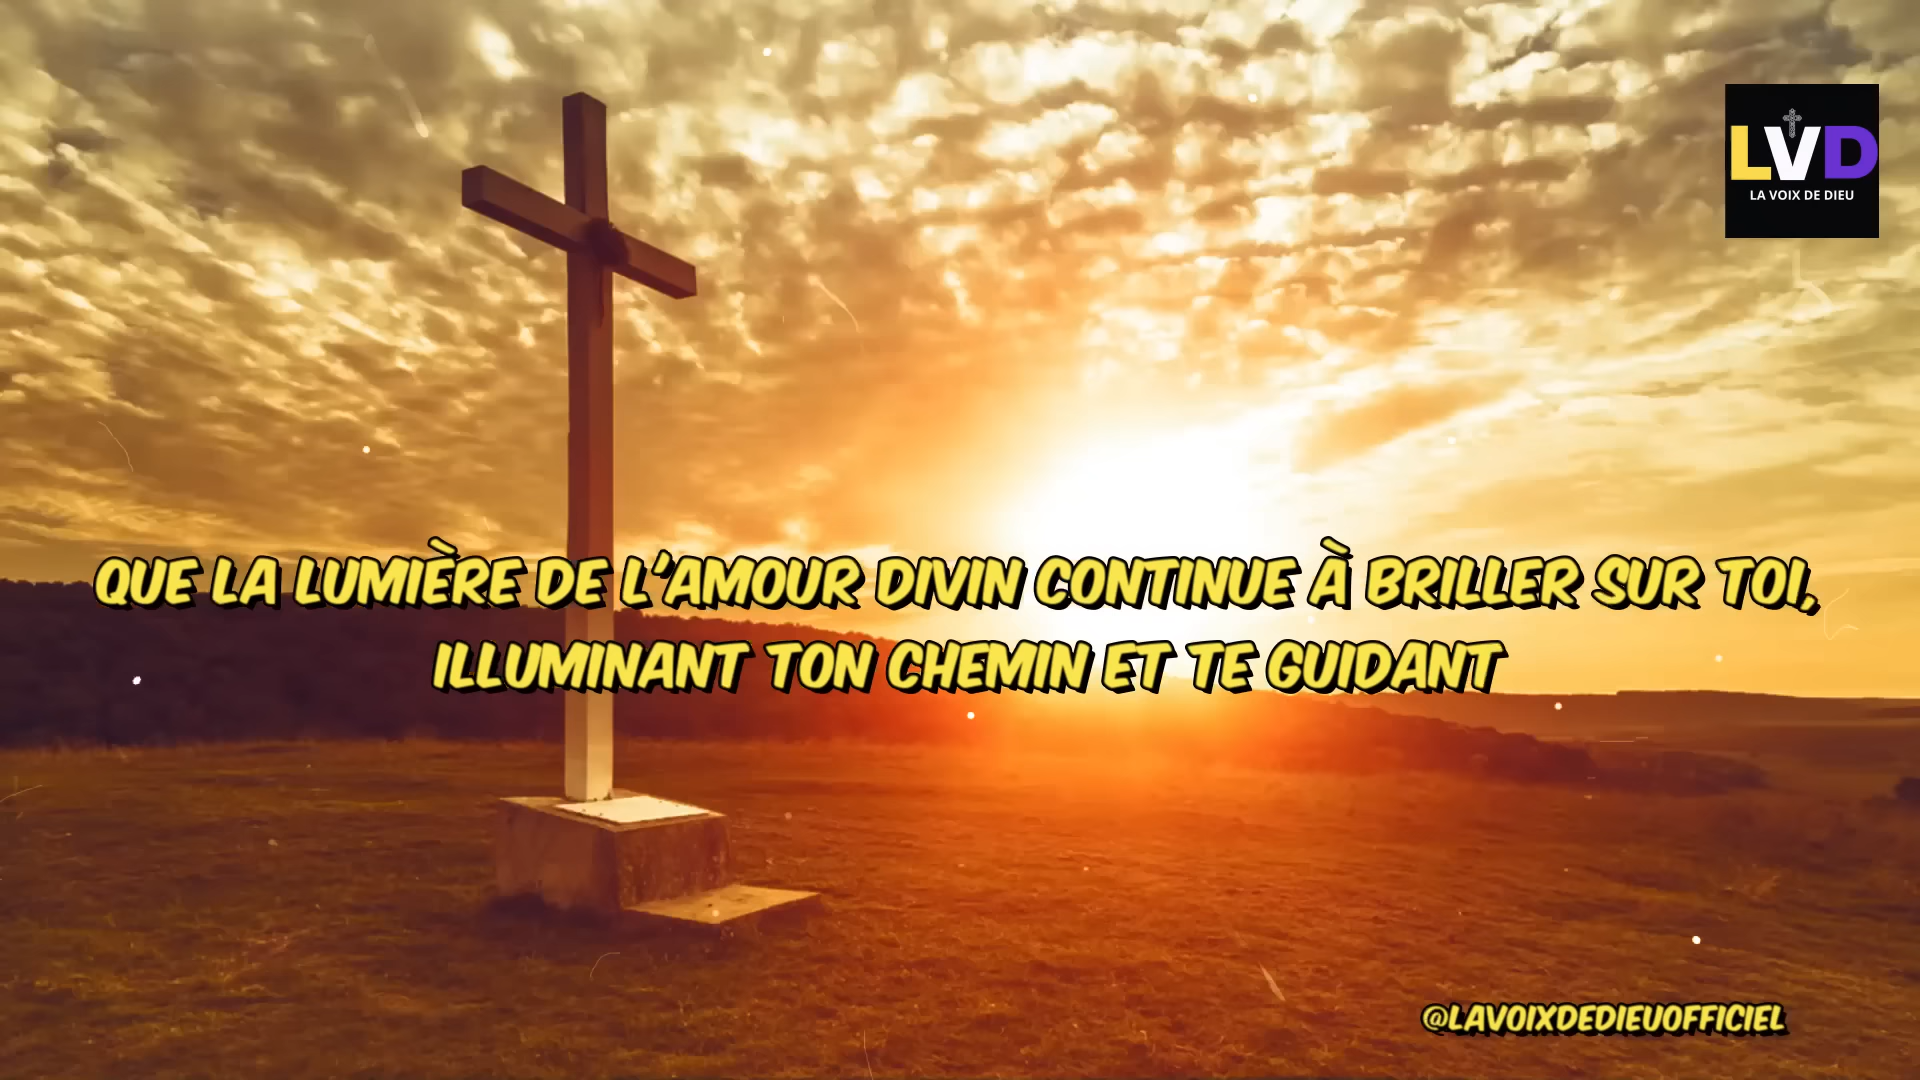 LVD
LA VOIX DE DIEU
QUE LA LUMIÈRE DE L'AMOUR DIVIN CONTINUE À BRILLER SUR TOI,
ILLUMINANT TON CHEMIN ET TE GUIDANT
@LAVOIXDEDIEUOFFICIEL